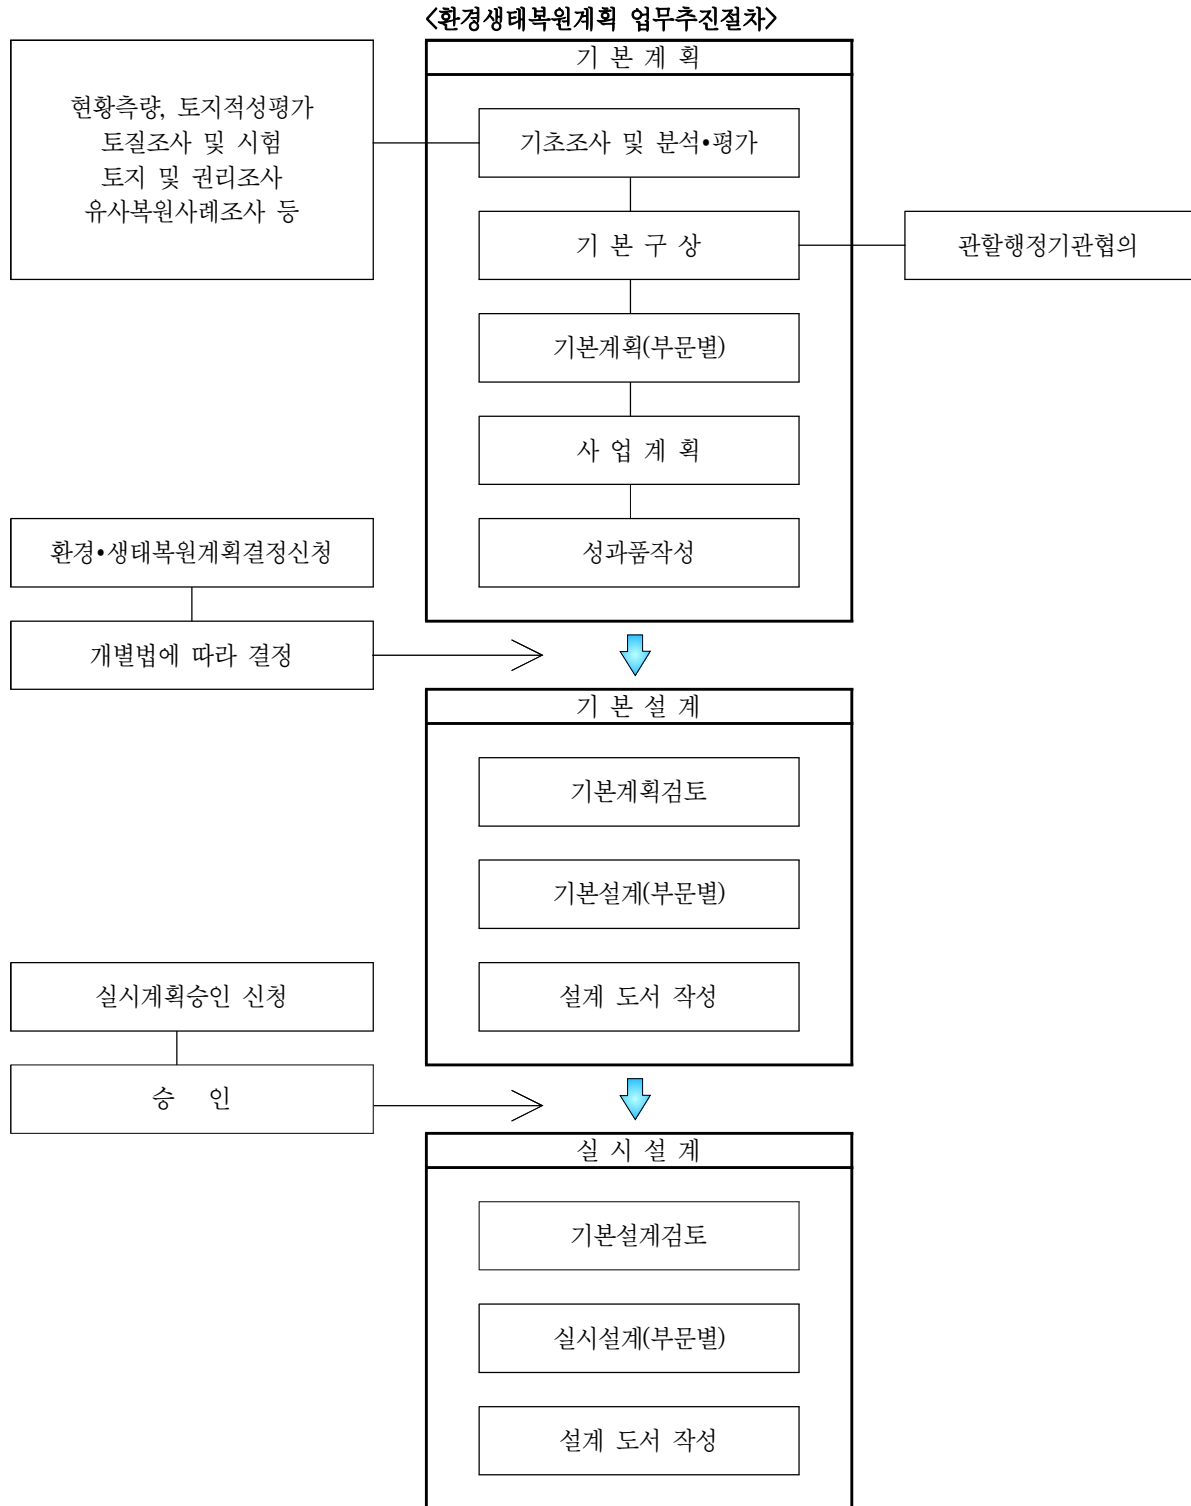 <환경생태복원계획 업무추진절차>
기 본 계 획
현황측량, 토지적성평가
토질조사 및 시험
토지 및 권리조사
유사복원사례조사 등
기초조사 및 분석•평가
기 본 구 상
관할행정기관협의
기본계획(부문별)
사 업 계 획
성과품작성
환경•생태복원계획결정신청
개별법에 따라 결정
기 본 설 계
기본계획검토
기본설계(부문별)
설계 도서 작성
실시계획승인 신청
승 인
실 시 설 계
기본설계검토
실시설계(부문별)
설계 도서 작성